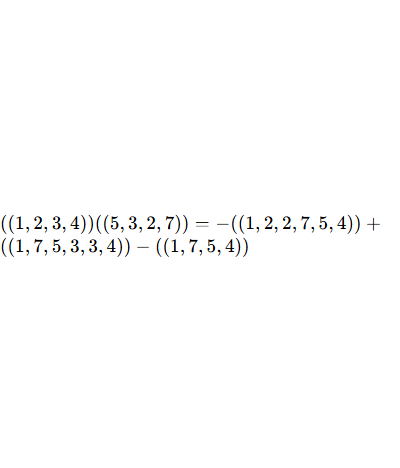 ((1, 2, 3, 4))((5, 3, 2, 7)) = −((1, 2, 2, 7, 5, 4)) +
((1, 7, 5, 3, 3, 4)) − ((1, 7, 5, 4))